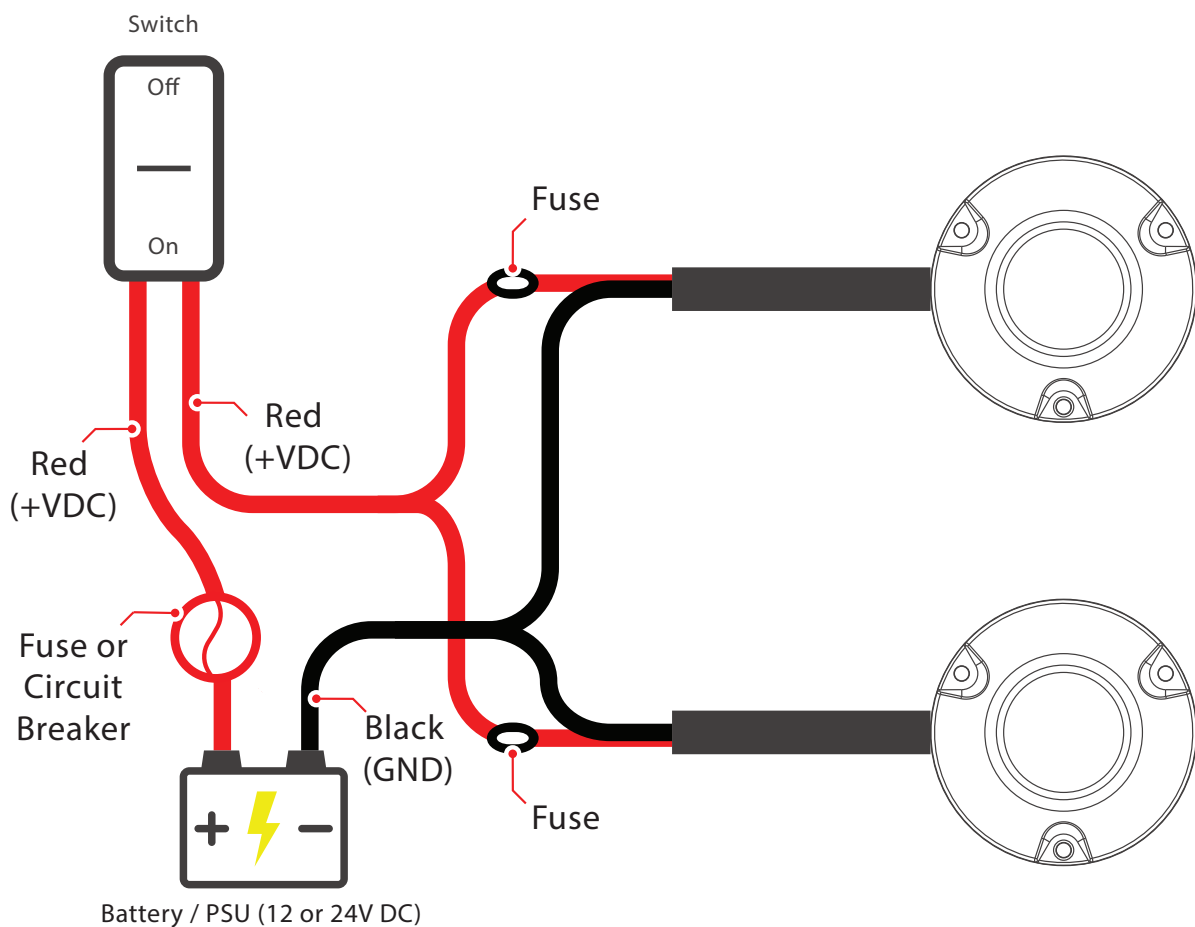 Switch
Off
On
Fuse
Red
(+VDC)
Red
(+VDC)
Fuse or
Circuit
Breaker
Black
(GND)
Fuse
Battery / PSU (12 or 24V DC)